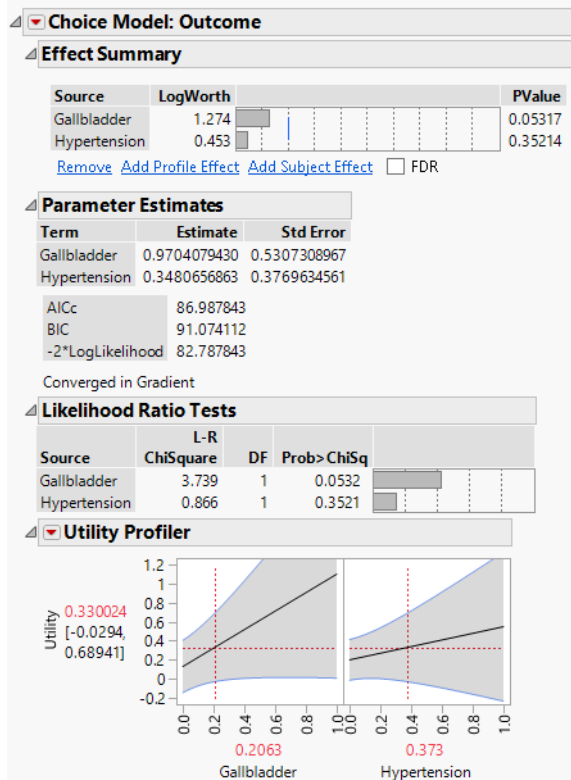 Choice Model: Outcome
Effect Summary
Source LogWorth PValue
Gallbladder 1.274 0.05317
Hypertension 0.453 0.35214
Remove Add Profile Effect Add Subject Effect FDR
Parameter Estimates
Term Estimate Std Error
Gallbladder 0.9704079430 0.5307308967
Hypertension 0.3480656863 0.3769634561
AICc 86.987843
BIC 91.074112
-2*LogLikelihood 82.787843
Converged in Gradient
Likelihood Ratio Tests
L-R
Source ChiSquare DF Prob>ChiSq
Gallbladder 3.739 1 0.0532
Hypertension 0.866 1 0.3521
Utility Profiler
Utility
0.330024
[-0.0294,
0.68941]
1.2
1
0.8
0.6
0.4
0.2
0
-0.2
0.0 0.2 0.4 0.6 0.8 1.0 0.0 0.2 0.4 0.6 0.8 1.0
0.2063 0.373
Gallbladder Hypertension